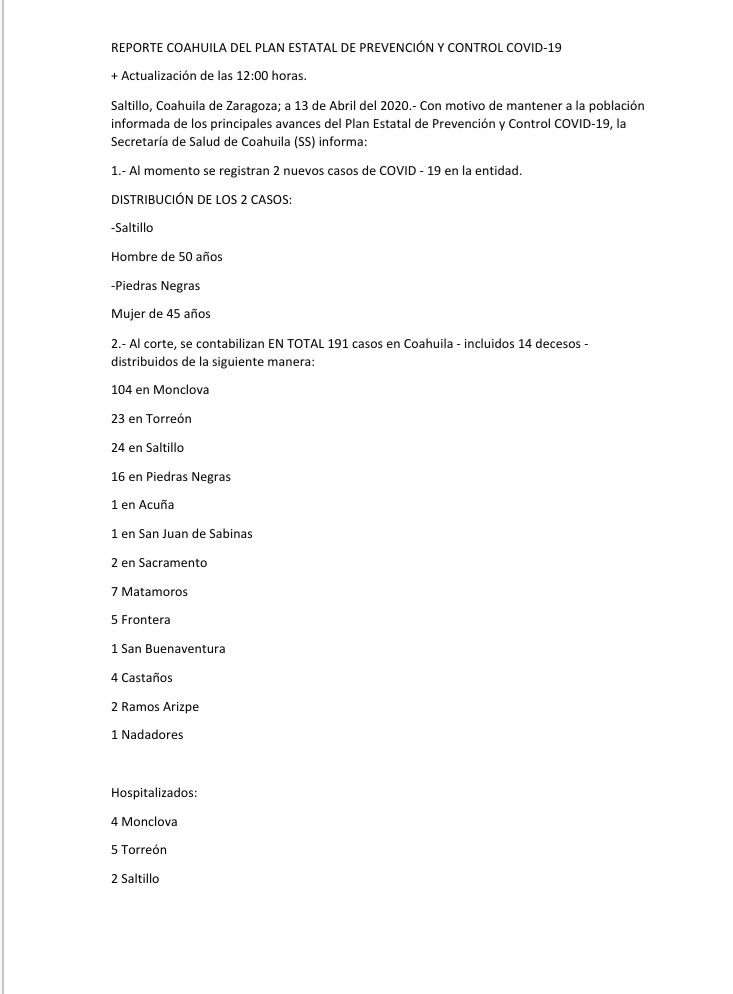 REPORTE COAHUILA DEL PLAN ESTATAL DE PREVENCIÓN Y CONTROL COVID-19
+ Actualización de las 12:00 horas.
Saltillo, Coahuila de Zaragoza; a 13 de Abril del 2020.- Con motivo de mantener a la población
informada de los principales avances del Plan Estatal de Prevención y Control COVID-19, la
Secretaría de Salud de Coahuila (SS) informa:
1.- Al momento se registran 2 nuevos casos de COVID - 19 en la entidad.
DISTRIBUCIÓN DE LOS 2 CASOS:
-Saltillo
Hombre de 50 años
-Piedras Negras
Mujer de 45 años
2.- Al corte, se contabilizan EN TOTAL 191 casos en Coahuila - incluidos 14 decesos -
distribuidos de la siguiente manera:
104 en Monclova
23 en Torreón
24 en Saltillo
16 en Piedras Negras
1 en Acuña
1 en San Juan de Sabinas
2 en Sacramento
7 Matamoros
5 Frontera
1 San Buenaventura
4 Castaños
2 Ramos Arizpe
1 Nadadores
Hospitalizados:
4 Monclova
5 Torreón
2 Saltillo